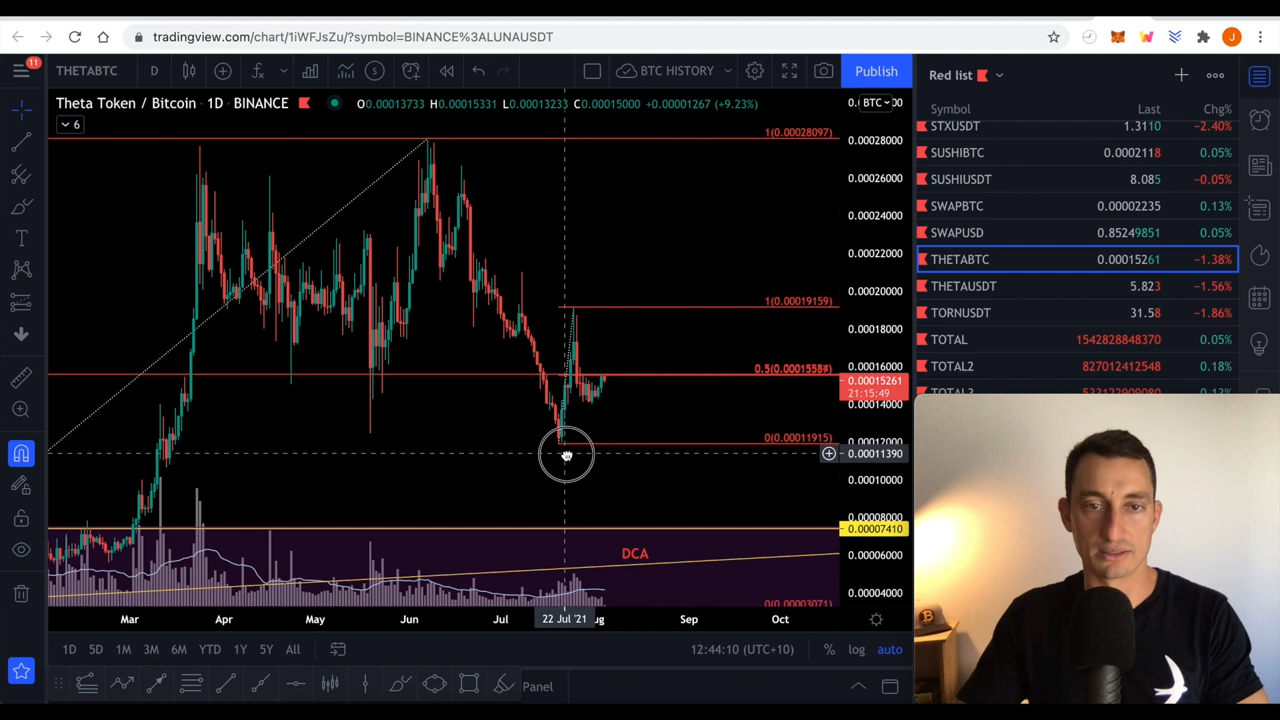 tradingview.com/chart/1iWFJsZu/?symbol=BINANCE%3ALUNAUSDT
J
11
THETABTC
D
BTC HISTORY
Publish
Red list
Theta Token / Bitcoin · 1D · BINANCE
O0.00013733 H0.00015331 L0.00013233 C0.00015000 +0.00001267 (+9.23%)
BTC
6
Symbol
Last
Chg%
STXUSDT 1.3110 −2.40%
SUSHIBTC 0.0002118 0.05%
SUSHIUSDT 8.085 −0.05%
SWAPBTC 0.00002235 0.13%
SWAPUSD 0.85249851 0.05%
THETABTC 0.00015261 −1.38%
THETAUSDT 5.823 −1.56%
TORNUSDT 31.58 −1.86%
TOTAL 1542828848370 0.05%
TOTAL2 827012412548 0.18%
1(0.00028097)
0.00028000
0.00026000
0.00024000
0.00022000
0.00020000
1(0.00019159)
0.00018000
0.00016000
0.00015261
21:15:49
0.00014000
0(0.00011915)
0.00012000
0.00011390
0.00010000
0.00008000
0.00007410
DCA
0.00006000
0(0.00003071)
0.00004000
Mar
Apr
May
Jun
Jul
22 Jul '21
ug
Sep
Oct
1D 5D 1M 3M 6M YTD 1Y 5Y All
12:44:10 (UTC+10)
%
log
auto
Panel